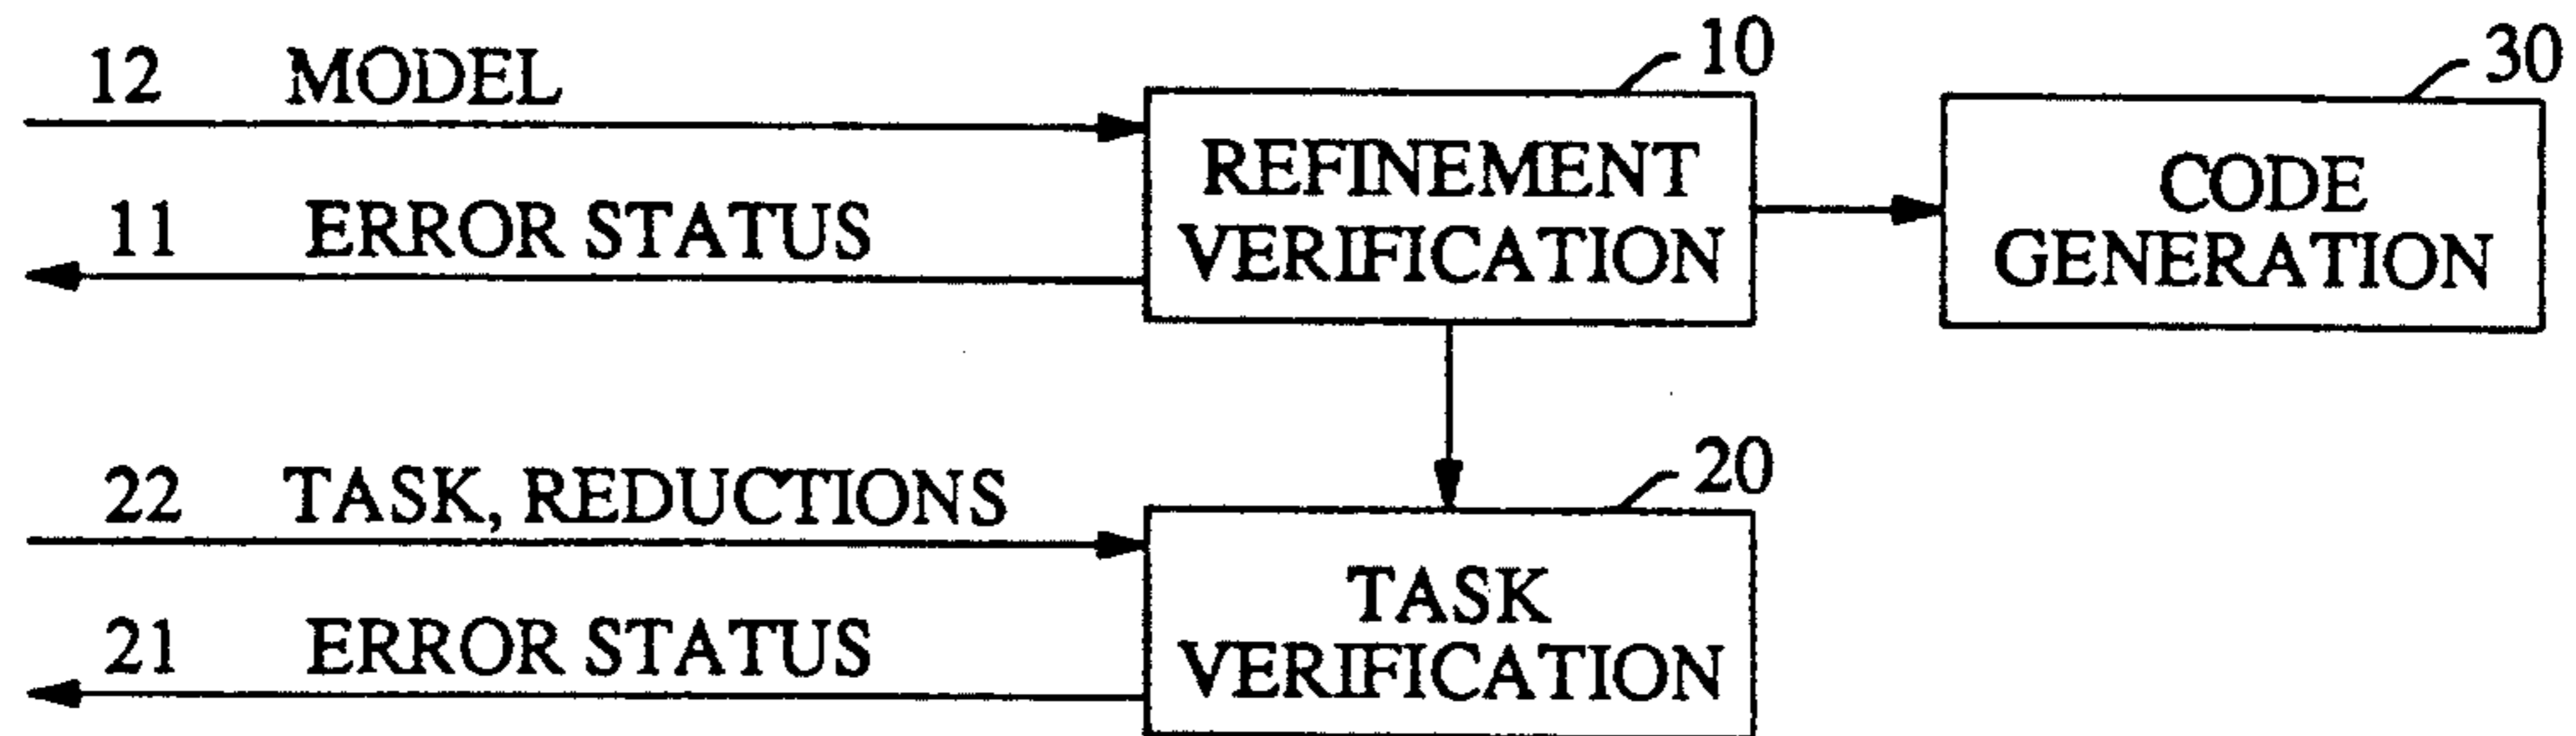 12 MODEL
10
30
REFINEMENT
VERIFICATION
CODE
GENERATION
11 ERROR STATUS
22 TASK, REDUCTIONS
20
TASK
VERIFICATION
21 ERROR STATUS